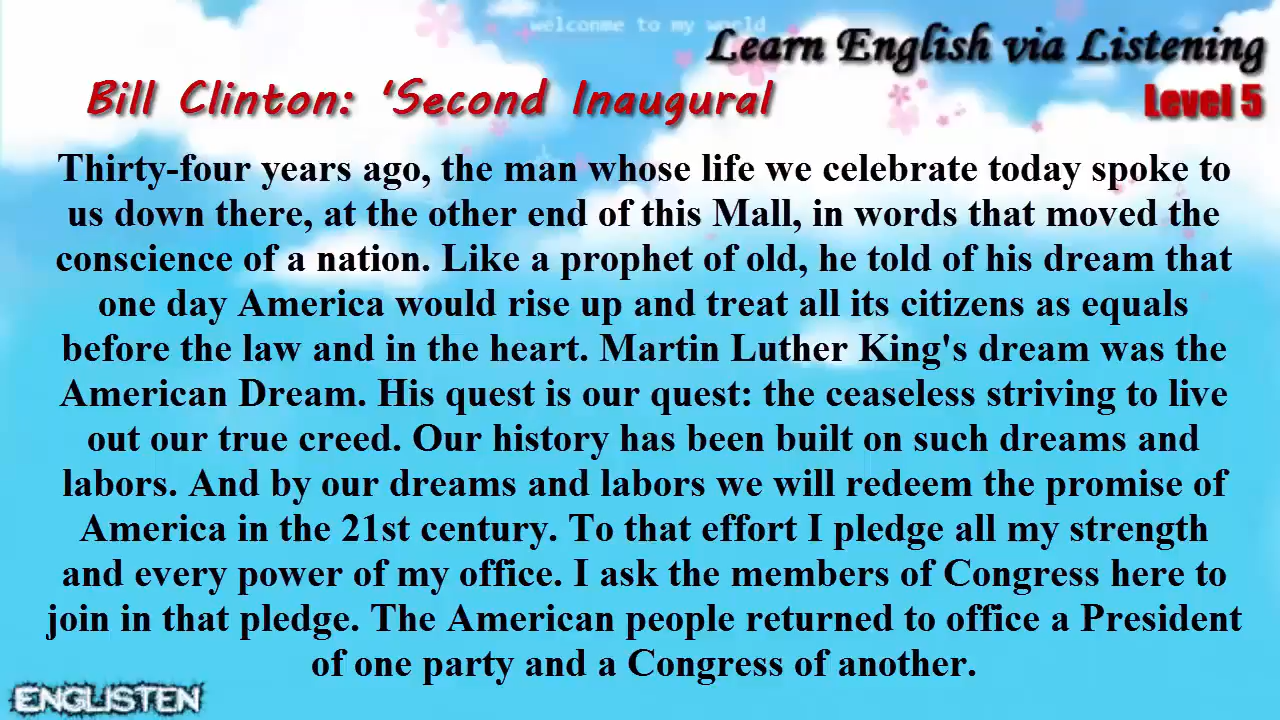 welconme to my world
Learn English via Listening
Bill Clinton: ‘Second Inaugural
Level 5
Thirty-four years ago, the man whose life we celebrate today spoke to
us down there, at the other end of this Mall, in words that moved the
conscience of a nation. Like a prophet of old, he told of his dream that
one day America would rise up and treat all its citizens as equals
before the law and in the heart. Martin Luther King's dream was the
American Dream. His quest is our quest: the ceaseless striving to live
out our true creed. Our history has been built on such dreams and
labors. And by our dreams and labors we will redeem the promise of
America in the 21st century. To that effort I pledge all my strength
and every power of my office. I ask the members of Congress here to
join in that pledge. The American people returned to office a President
of one party and a Congress of another.
ENGLISTEN